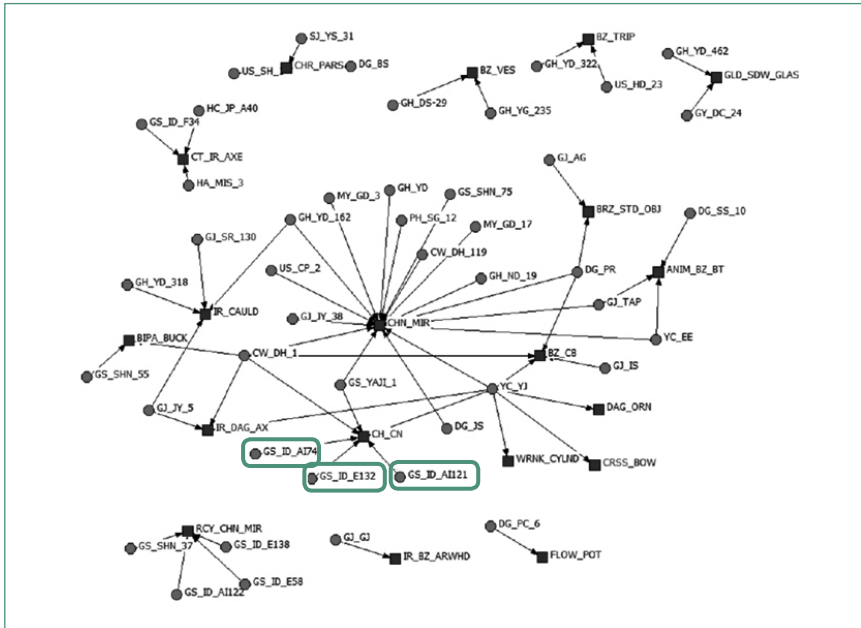 SJ_YS_31
BZ_TRIP
GH_YD_462
US_SH_
CHR_PARS
DG_BS
BZ_VES
GH_YD_322
GLD_SDW_GLAS
US_HD_23
GH_DS-29
GH_YG_235
GY_DC_24
HC_JP_A40
GS_ID_F34
CT_IR_AXE
GJ_AG
HA_MIS_3
GH_YD
GS_SHN_75
MY_GD_3
BRZ_STD_OBJ
DG_SS_10
GH_YD_162
PH_SG_12
MY_GD_17
GJ_SR_130
CW_DH_119
US_CP_2
GH_ND_19
DG_PR
ANIM_BZ_BT
GH_YD_318
GJ_TAP
IR_CAULD
GJ_JY_38
CHN_MIR
BIPA_BUCK
YC_EE
CW_DH_1
BZ_CB
GJ_IS
GS_SHN_55
GS_YAJI_1
YC_YJ
GJ_JY_5
DAG_ORN
IR_DAG_AX
CH_CN
DG_JS
GS_ID_AI74
WRNK_CYLND
CRSS_BOW
GS_ID_E132
GS_ID_AI121
RCY_CHN_MIR
DG_PC_6
GS_SHN_37
GS_ID_E138
GJ_GJ
IR_BZ_ARWHD
FLOW_POT
GS_ID_E58
GS_ID_AI122